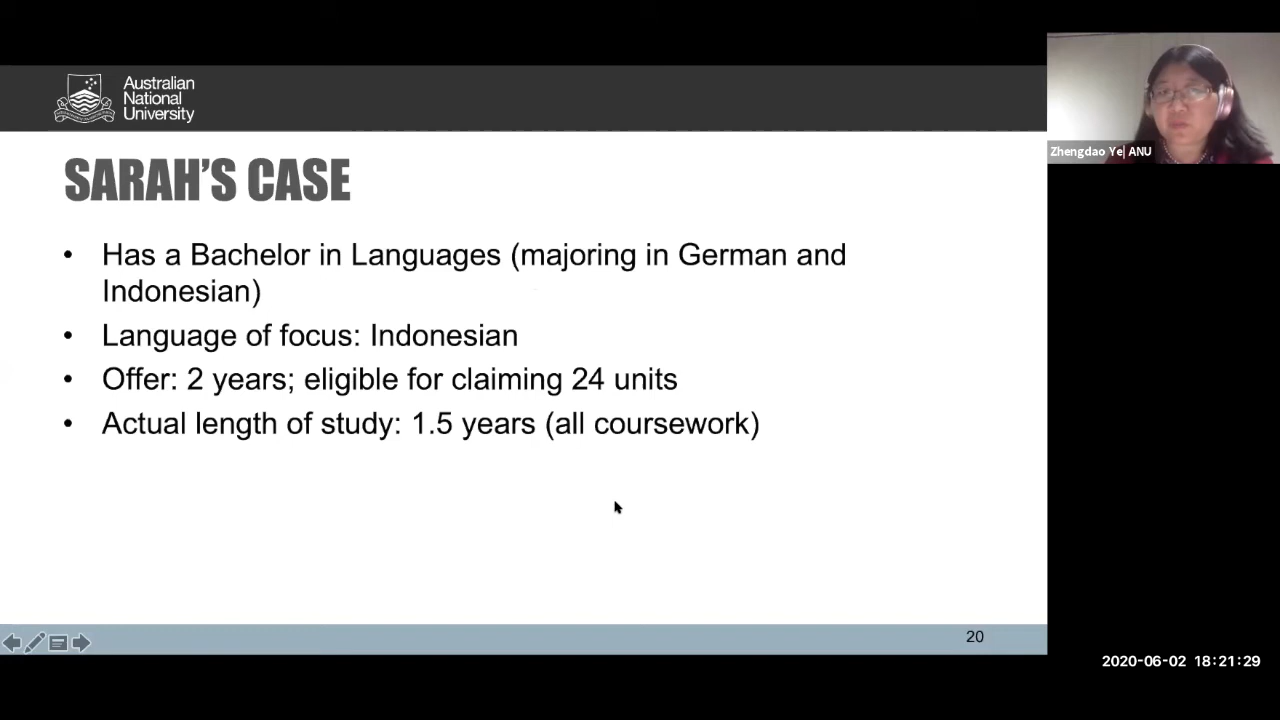 Australian
National
University
Zhengdao Ye| ANU
SARAH'S CASE
• Has a Bachelor in Languages (majoring in German and
Indonesian)
• Language of focus: Indonesian
• Offer: 2 years; eligible for claiming 24 units
• Actual length of study: 1.5 years (all coursework)
20
2020-06-02 18:21:29